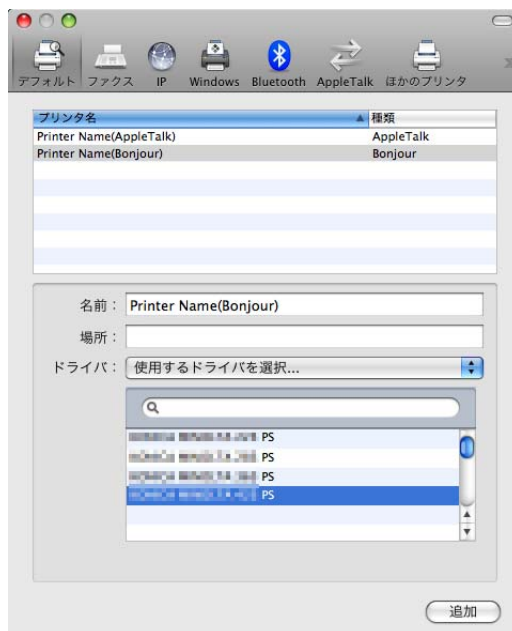 デフォルト ファクス IP Windows Bluetooth AppleTalk ほかのプリンタ
プリンタ名 種類
Printer Name(AppleTalk) AppleTalk
Printer Name(Bonjour) Bonjour
名前： Printer Name(Bonjour)
場所：
ドライバ： 使用するドライバを選択...
PS
PS
PS
PS
追加